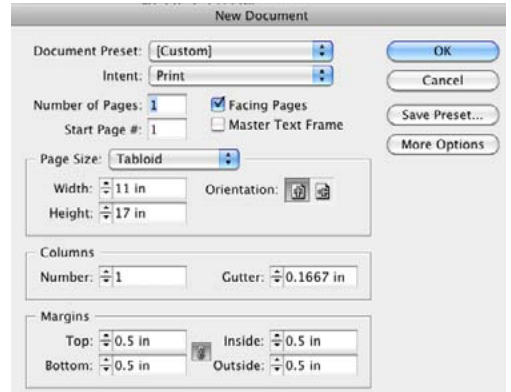 New Document
Document Preset: [Custom]
OK
Intent: Print
Cancel
Number of Pages: 1
Facing Pages
Save Preset...
Start Page #: 1
Master Text Frame
More Options
Page Size: Tabloid
Width: 11 in
Orientation:
Height: 17 in
Columns
Number: 1
Gutter: 0.1667 in
Margins
Top: 0.5 in
Inside: 0.5 in
Bottom: 0.5 in
Outside: 0.5 in